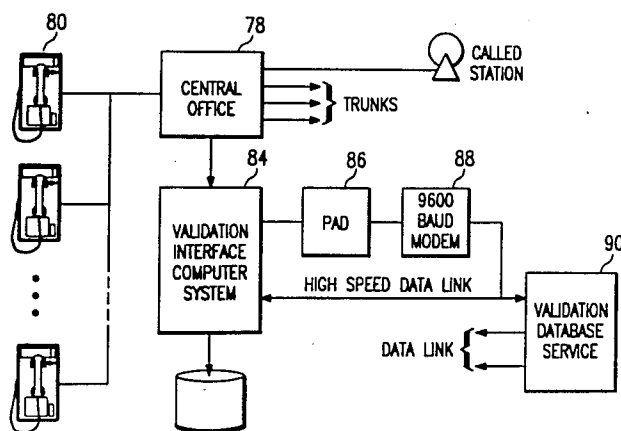 80
78
CENTRAL
OFFICE
CALLED
STATION
TRUNKS
84
VALIDATION
INTERFACE
COMPUTER
SYSTEM
86
PAD
88
9600
BAUD
MODEM
HIGH SPEED DATA LINK
90
VALIDATION
DATABASE
SERVICE
DATA LINK